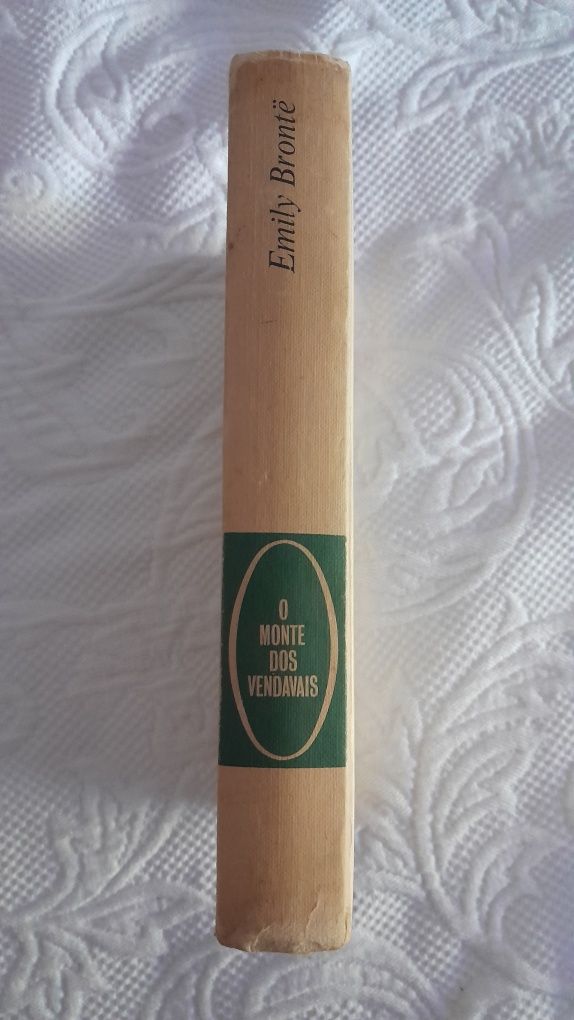 Emily Brontë
O
MONTE
DOS
VENDAVAIS